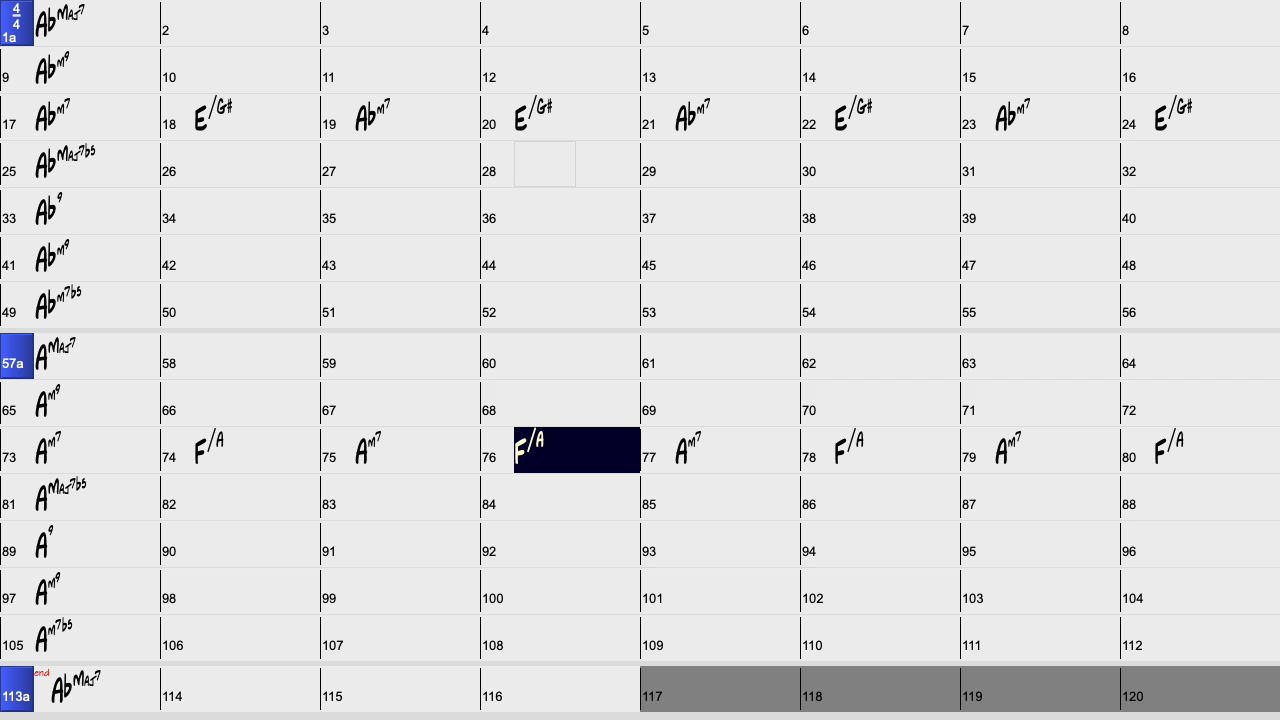 4/4 1a AbMaj7 2 3 4 5 6 7 8
9 Abm9 10 11 12 13 14 15 16
17 Abm7 18 E/G# 19 Abm7 20 E/G# 21 Abm7 22 E/G# 23 Abm7 24 E/G#
25 AbMaj7b5 26 27 28 29 30 31 32
33 Ab9 34 35 36 37 38 39 40
41 Abm9 42 43 44 45 46 47 48
49 Abm7b5 50 51 52 53 54 55 56
57a AMaj7 58 59 60 61 62 63 64
65 Am9 66 67 68 69 70 71 72
73 Am7 74 F/A 75 Am7 76 F/A 77 Am7 78 F/A 79 Am7 80 F/A
81 AMaj7b5 82 83 84 85 86 87 88
89 A9 90 91 92 93 94 95 96
97 Am9 98 99 100 101 102 103 104
105 Am7b5 106 107 108 109 110 111 112
113a end AbMaj7 114 115 116 117 118 119 120